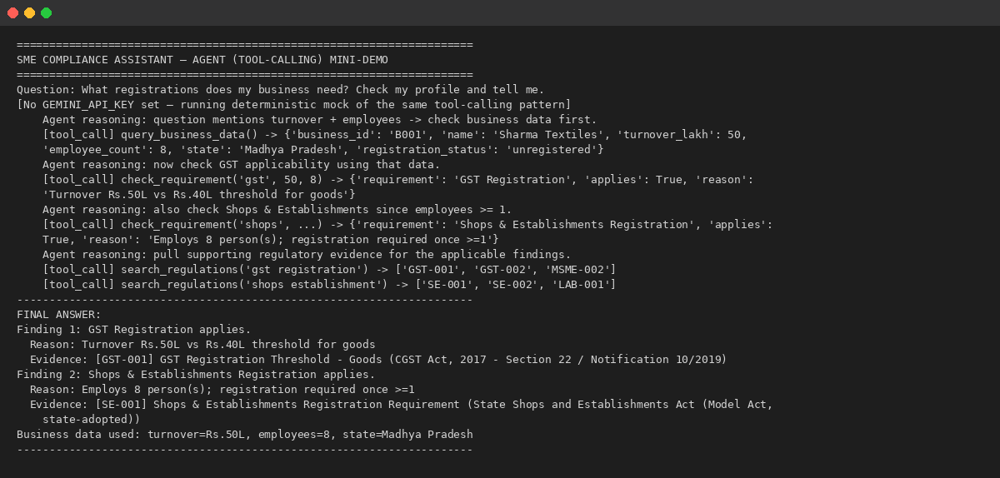 ======================================================================
SME COMPLIANCE ASSISTANT — AGENT (TOOL-CALLING) MINI-DEMO
======================================================================
Question: What registrations does my business need? Check my profile and tell me.
[No GEMINI_API_KEY set — running deterministic mock of the same tool-calling pattern]
    Agent reasoning: question mentions turnover + employees -> check business data first.
    [tool_call] query_business_data() -> {'business_id': 'B001', 'name': 'Sharma Textiles', 'turnover_lakh': 50,
    'employee_count': 8, 'state': 'Madhya Pradesh', 'registration_status': 'unregistered'}
    Agent reasoning: now check GST applicability using that data.
    [tool_call] check_requirement('gst', 50, 8) -> {'requirement': 'GST Registration', 'applies': True, 'reason':
    'Turnover Rs.50L vs Rs.40L threshold for goods'}
    Agent reasoning: also check Shops & Establishments since employees >= 1.
    [tool_call] check_requirement('shops', ...) -> {'requirement': 'Shops & Establishments Registration', 'applies':
    True, 'reason': 'Employs 8 person(s); registration required once >=1'}
    Agent reasoning: pull supporting regulatory evidence for the applicable findings.
    [tool_call] search_regulations('gst registration') -> ['GST-001', 'GST-002', 'MSME-002']
    [tool_call] search_regulations('shops establishment') -> ['SE-001', 'SE-002', 'LAB-001']
----------------------------------------------------------------------
FINAL ANSWER:
Finding 1: GST Registration applies.
  Reason: Turnover Rs.50L vs Rs.40L threshold for goods
  Evidence: [GST-001] GST Registration Threshold - Goods (CGST Act, 2017 - Section 22 / Notification 10/2019)
Finding 2: Shops & Establishments Registration applies.
  Reason: Employs 8 person(s); registration required once >=1
  Evidence: [SE-001] Shops & Establishments Registration Requirement (State Shops and Establishments Act (Model Act,
    state-adopted))
Business data used: turnover=Rs.50L, employees=8, state=Madhya Pradesh
----------------------------------------------------------------------